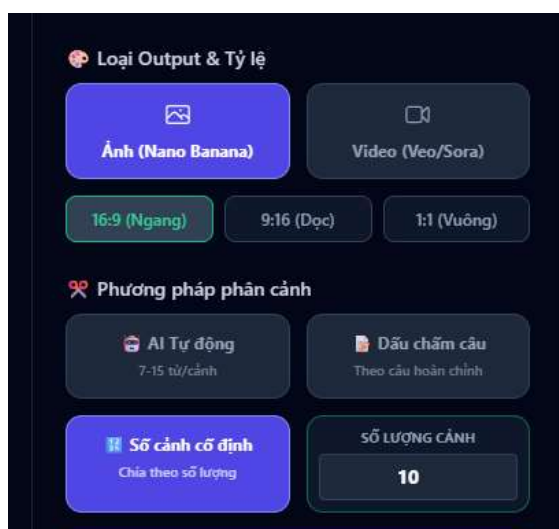 Loại Output & Tỷ lệ
Ảnh (Nano Banana)
Video (Veo/Sora)
16:9 (Ngang)
9:16 (Dọc)
1:1 (Vuông)
Phương pháp phân cảnh
AI Tự động
7-15 từ/cảnh
Dấu chấm câu
Theo câu hoàn chỉnh
Số cảnh cố định
Chia theo số lượng
SỐ LƯỢNG CẢNH
10